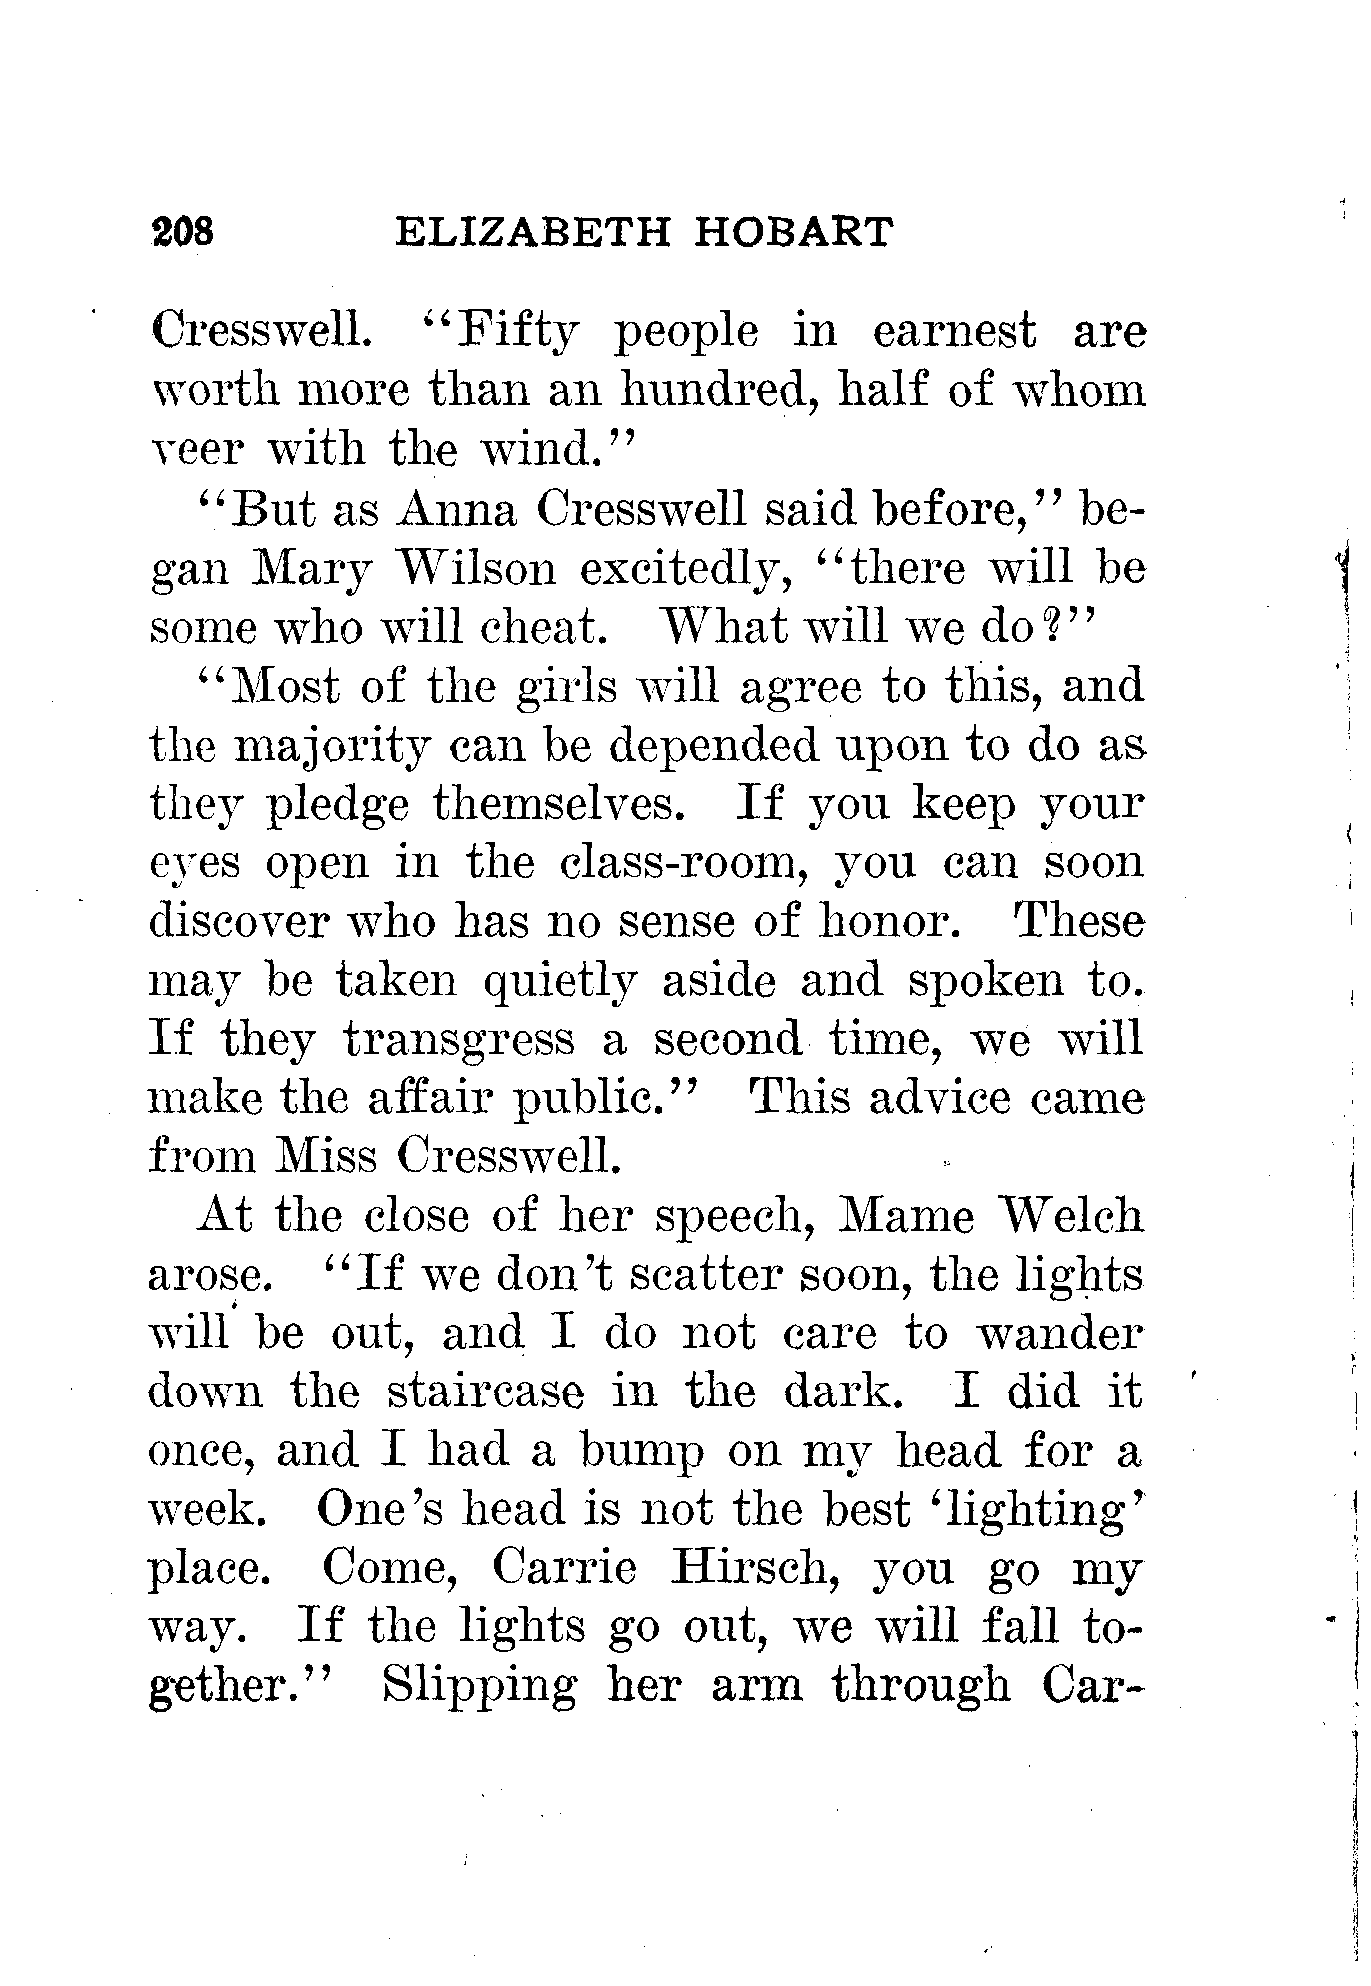 208 ELIZABETH HOBART
Cresswell. "Fifty people in earnest are
worth more than an hundred, half of whom
veer with the wind."
"But as Anna Cresswell said before," be-
gan Mary Wilson excitedly, "there will be
some who will cheat. What will we do?"
"Most of the girls will agree to this, and
the majority can be depended upon to do as
they pledge themselves. If you keep your
eyes open in the class-room, you can soon
discover who has no sense of honor. These
may be taken quietly aside and spoken to.
If they transgress a second time, we will
make the affair public." This advice came
from Miss Cresswell.
At the close of her speech, Mame Welch
arose. "If we don't scatter soon, the lights
will be out, and I do not care to wander
down the staircase in the dark. I did it
once, and I had a bump on my head for a
week. One's head is not the best 'lighting'
place. Come, Carrie Hirsch, you go my
way. If the lights go out, we will fall to-
gether." Slipping her arm through Car-